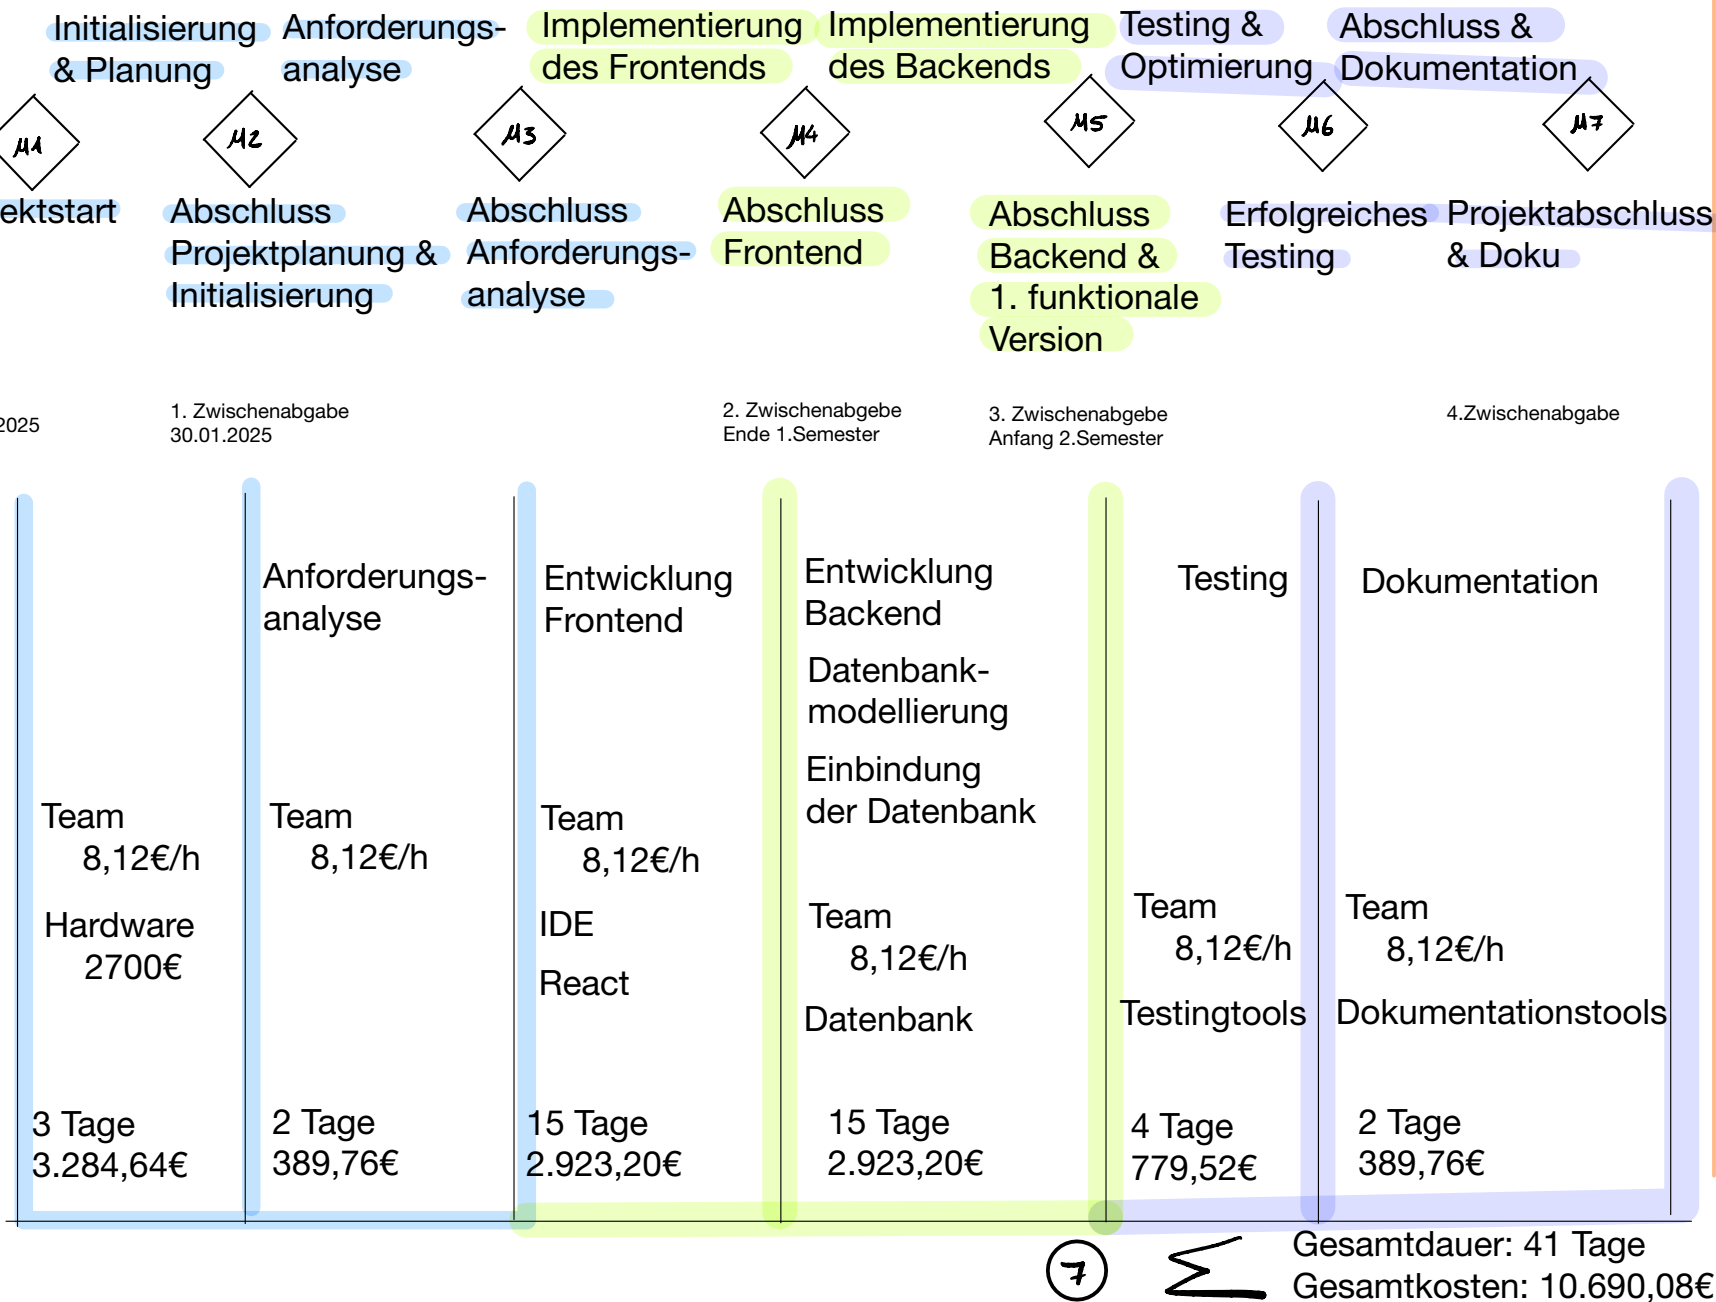 Initialisierung
& Planung
Anforderungs-
analyse
Implementierung
des Frontends
Implementierung
des Backends
Testing &
Optimierung
Abschluss &
Dokumentation
M1
M2
M3
M4
M5
M6
M7
ektstart
Abschluss
Projektplanung &
Initialisierung
Abschluss
Anforderungs-
analyse
Abschluss
Frontend
Abschluss
Backend &
1. funktionale
Version
Erfolgreiches
Testing
Projektabschluss
& Doku
2025
1. Zwischenabgabe
30.01.2025
2. Zwischenabgebe
Ende 1.Semester
3. Zwischenabgebe
Anfang 2.Semester
4.Zwischenabgabe
Team
8,12€/h
Hardware
2700€
3 Tage
3.284,64€
Anforderungs-
analyse
Team
8,12€/h
2 Tage
389,76€
Entwicklung
Frontend
Team
8,12€/h
IDE
React
15 Tage
2.923,20€
Entwicklung
Backend
Datenbank-
modellierung
Einbindung
der Datenbank
Team
8,12€/h
Datenbank
15 Tage
2.923,20€
Testing
Team
8,12€/h
Testingtools
4 Tage
779,52€
Dokumentation
Team
8,12€/h
Dokumentationstools
2 Tage
389,76€
7
Σ
Gesamtdauer: 41 Tage
Gesamtkosten: 10.690,08€